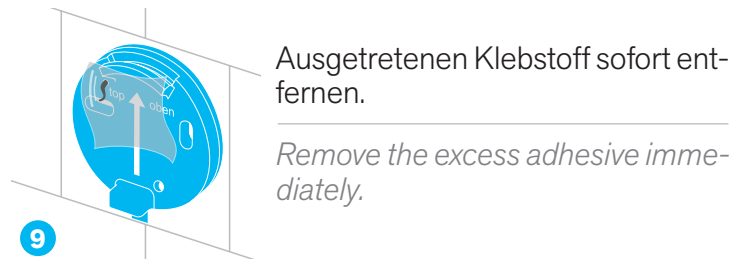 top
oben
9
Ausgetretenen Klebstoff sofort ent-
fernen.
Remove the excess adhesive imme-
diately.